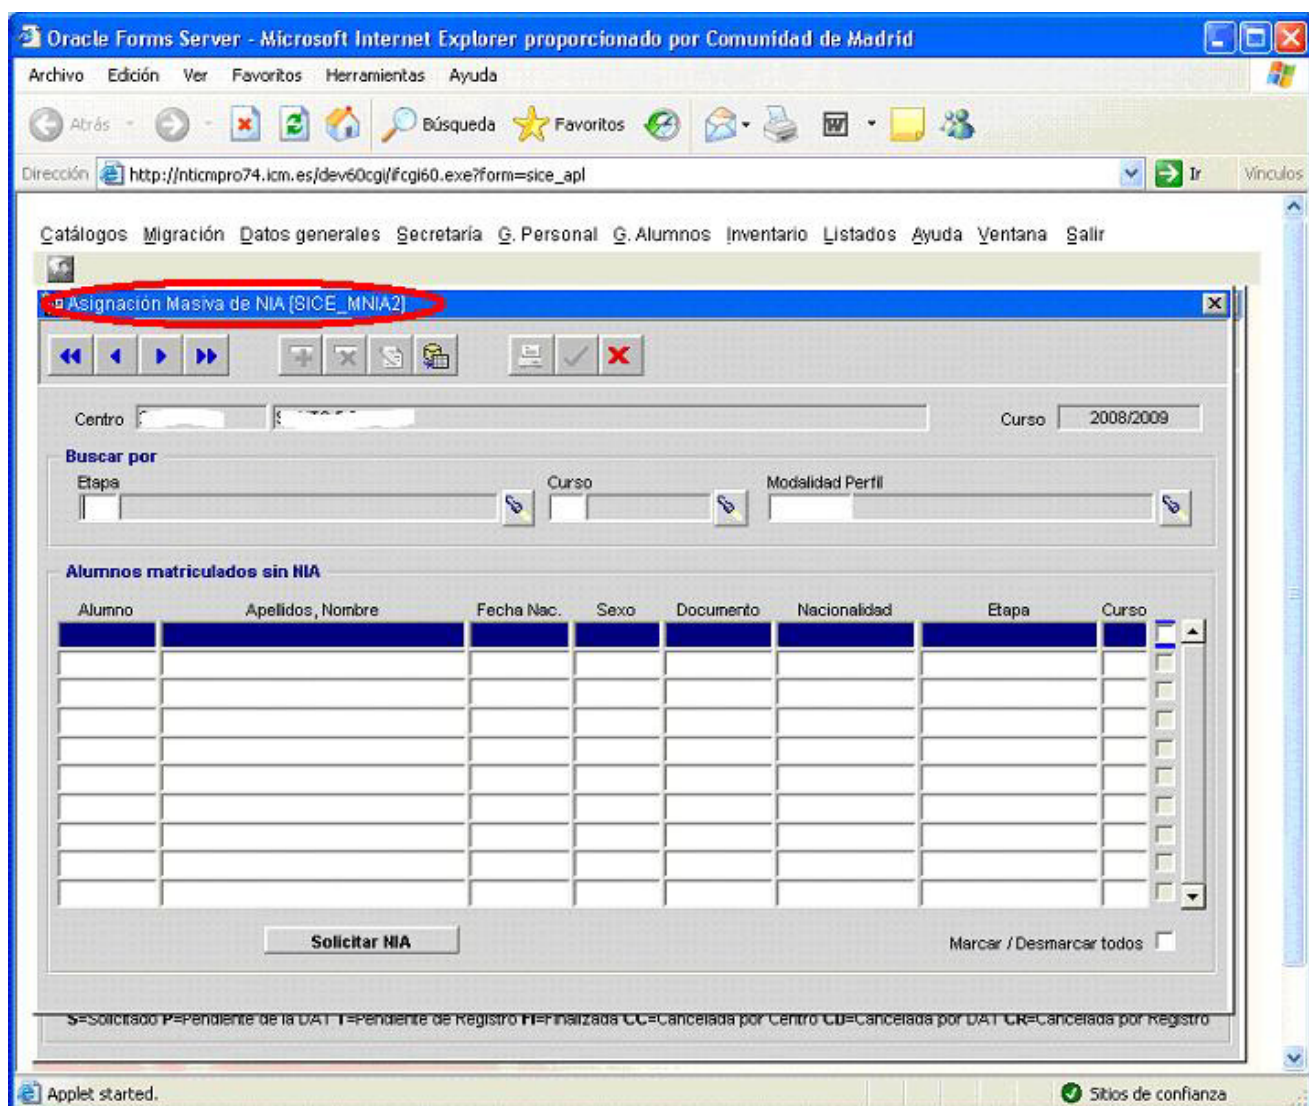 Oracle Forms Server - Microsoft Internet Explorer proporcionado por Comunidad de Madrid
Archivo Edición Ver Favoritos Herramientas Ayuda
Atrás Búsqueda Favoritos
Dirección http://nticmpro74.icm.es/dev60cgi/ifcgi60.exe?form=sice_apl Ir Vínculos
Catálogos Migración Datos generales Secretaría G. Personal G. Alumnos Inventario Listados Ayuda Ventana Salir
Asignación Masiva de NIA [SICE_MNIA2]
Centro Curso 2008/2009
Buscar por
Etapa Curso Modalidad Perfil
Alumnos matriculados sin NIA
Alumno Apellidos, Nombre Fecha Nac. Sexo Documento Nacionalidad Etapa Curso
Solicitar NIA Marcar / Desmarcar todos
S=Solicitado P=Pendiente de la DAT T=Pendiente de Registro FI=Finalizada CC=Cancelada por Centro CD=Cancelada por DAT CR=Cancelada por Registro
Applet started. Sitios de confianza